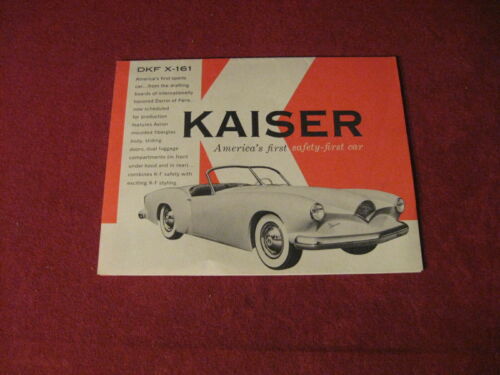 DKF X-161
America's first sports
car...from the drafting
boards of internationally
honored Darrin of Paris...
now scheduled
for production
features
moulded fiberglas
body, sliding
doors, dual luggage
compartments (in front
under hood and in rear)...
combines K-F safety with
exciting K-F styling.
KAISER
America's first safety-first car